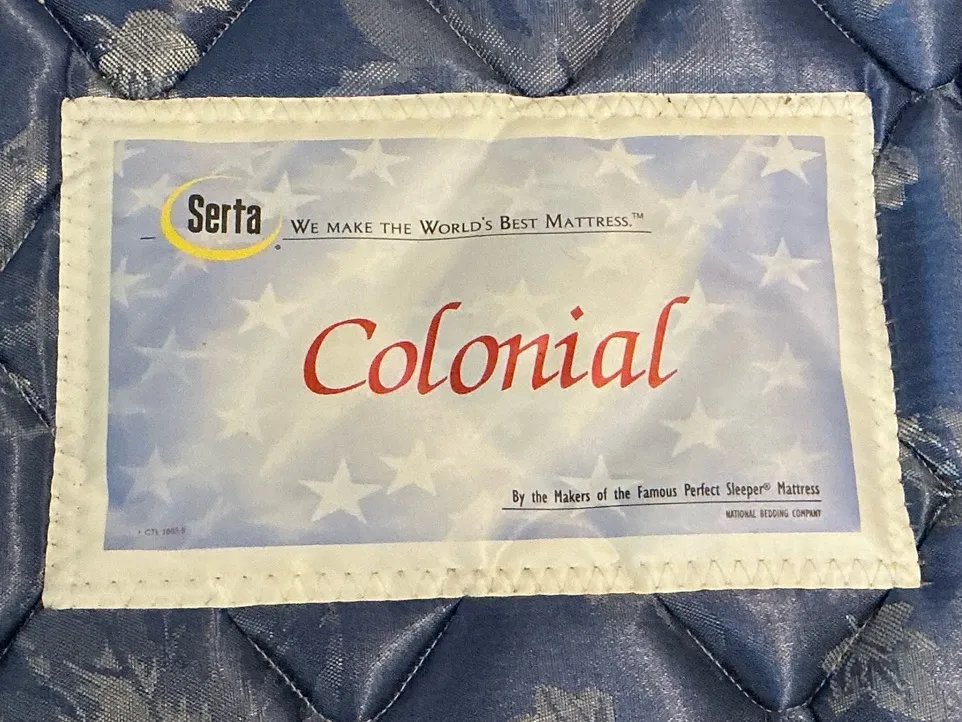 Serta
WE MAKE THE WORLD'S BEST MATTRESS.™
Colonial
By the Makers of the Famous Perfect Sleeper® Mattress
NATIONAL BEDDING COMPANY